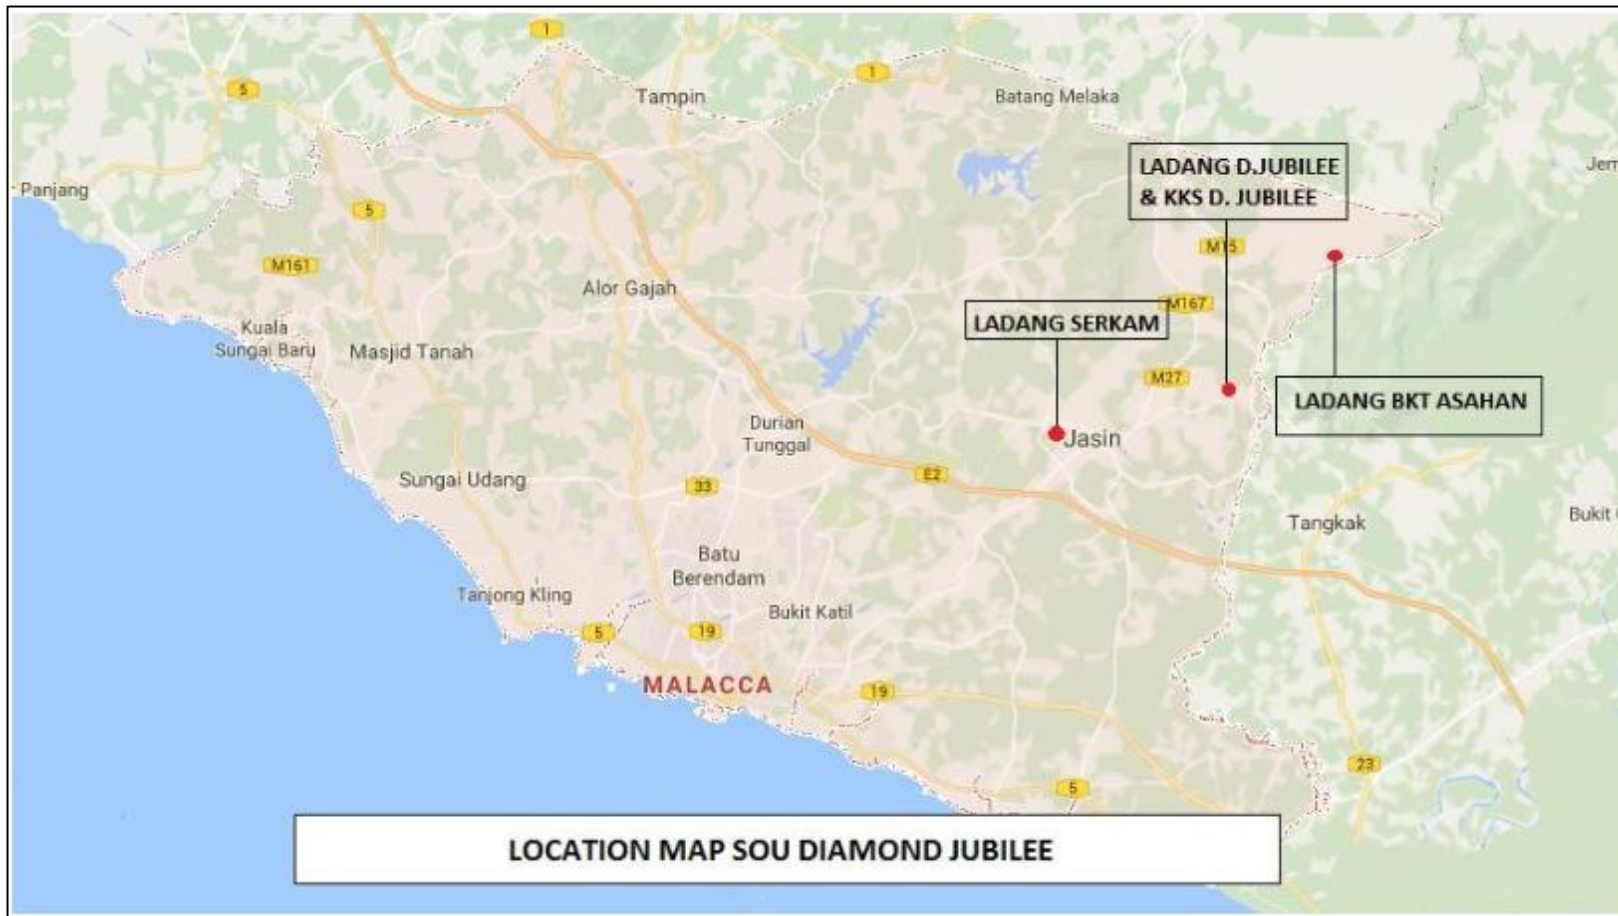 1
Tampin
1
Batang Melaka
5
LADANG D.JUBILEE
& KKS D. JUBILEE
Jem
Panjang
5
M15
M161
Alor Gajah
M167
LADANG SERKAM
Kuala
Sungai Baru
Masjid Tanah
M27
LADANG BKT ASAHAN
Durian
Tunggal
Jasin
Sungai Udang
33
E2
Tangkak
Bukit
Batu
Berendam
Tanjong Kling
Bukit Katil
5
19
MALACCA
19
23
5
LOCATION MAP SOU DIAMOND JUBILEE